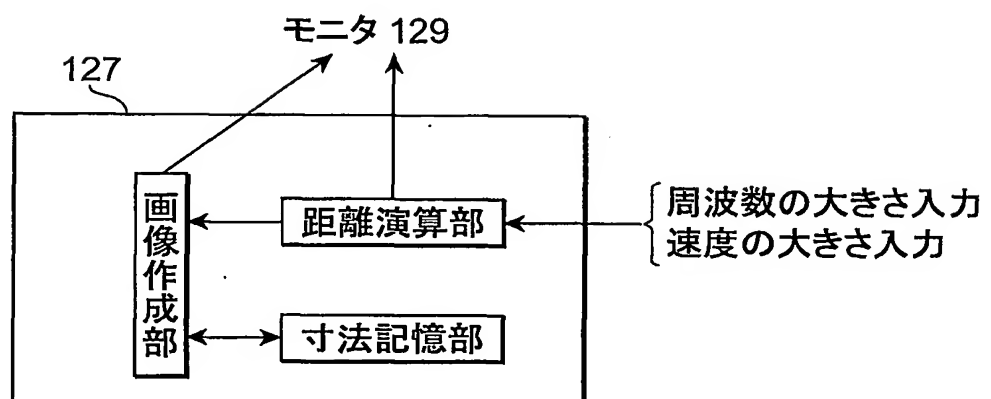 モニタ 129
127
画像作成部
距離演算部
周波数の大きさ入力
速度の大きさ入力
寸法記憶部